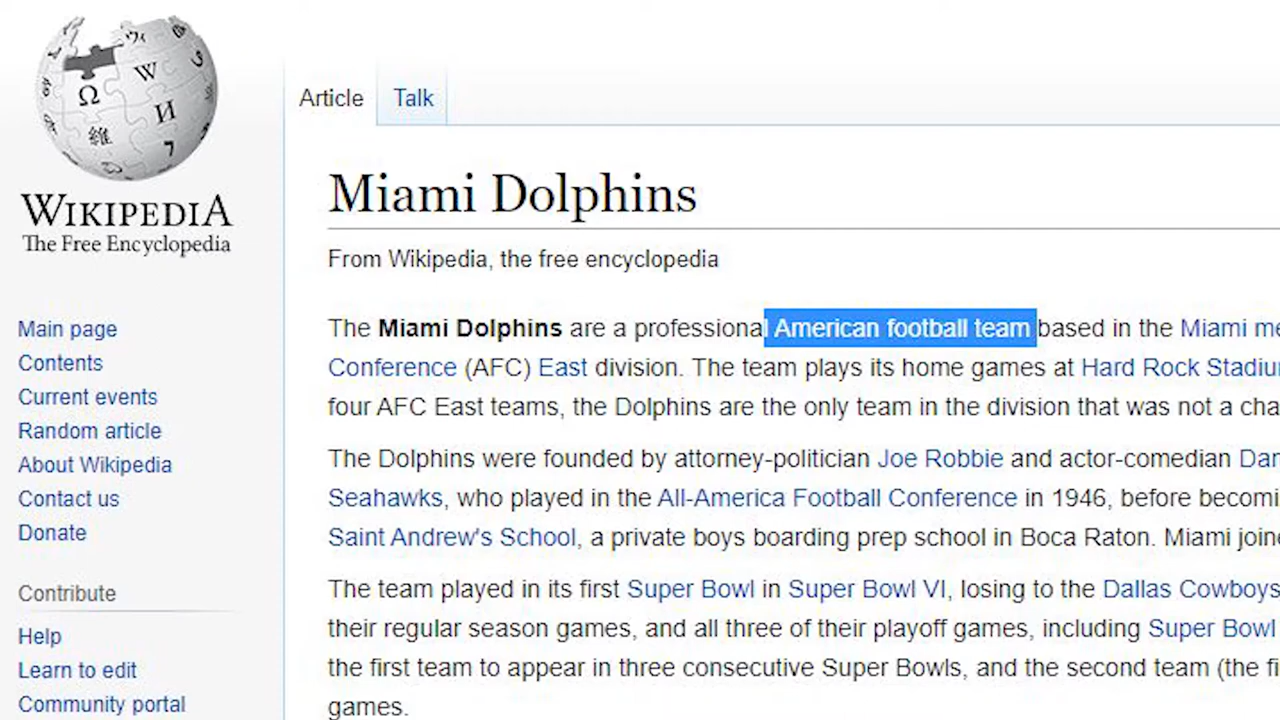 WIKIPEDIA
The Free Encyclopedia
Main page
Contents
Current events
Random article
About Wikipedia
Contact us
Donate
Contribute
Help
Learn to edit
Community portal
Article Talk
Miami Dolphins
From Wikipedia, the free encyclopedia
The Miami Dolphins are a professional American football team based in the Miami
Conference (AFC) East division. The team plays its home games at Hard Rock
four AFC East teams, the Dolphins are the only team in the division that was not a
The Dolphins were founded by attorney-politician Joe Robbie and actor-comedian
Seahawks, who played in the All-America Football Conference in 1946, before
Saint Andrew's School, a private boys boarding prep school in Boca Raton. Miami
The team played in its first Super Bowl in Super Bowl VI, losing to the Dallas Cowboys
their regular season games, and all three of their playoff games, including Super Bowl
the first team to appear in three consecutive Super Bowls, and the second team (the
games.